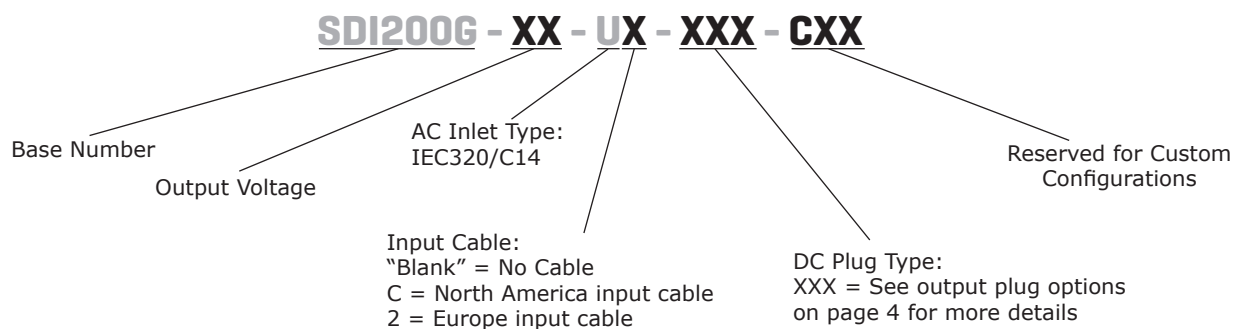 SDI200G - XX - UX - XXX - CXX
Base Number
Output Voltage
AC Inlet Type:
IEC320/C14
Input Cable:
“Blank” = No Cable
C = North America input cable
2 = Europe input cable
DC Plug Type:
XXX = See output plug options
on page 4 for more details
Reserved for Custom
Configurations